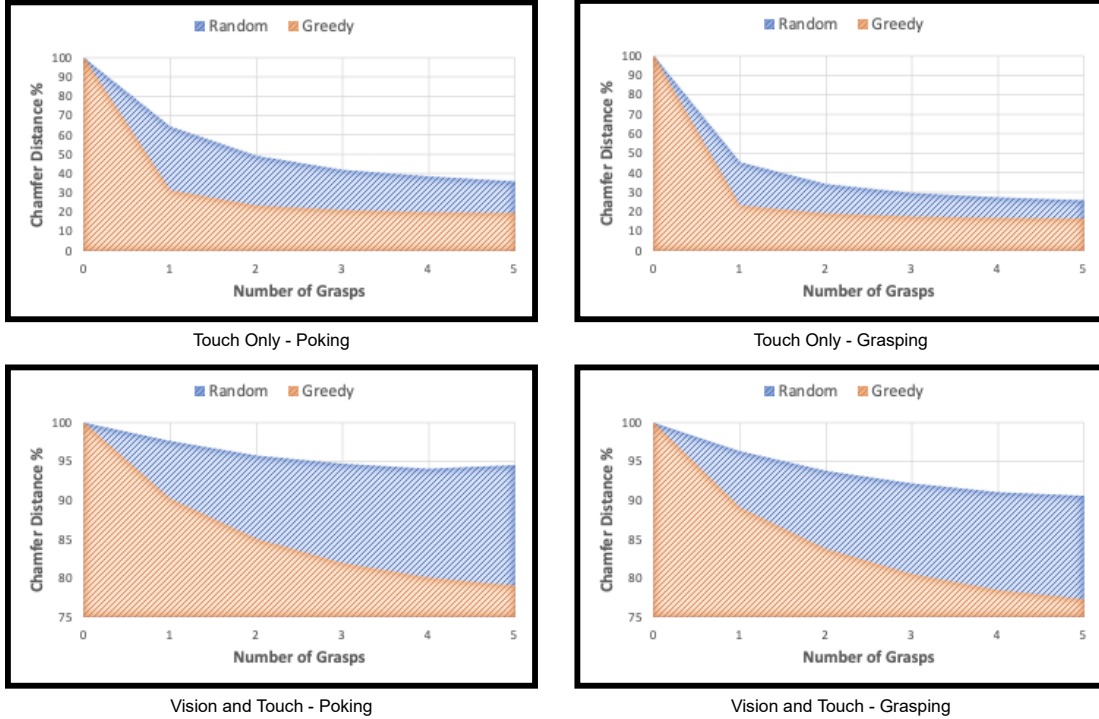 Random Greedy
100
90
80
70
60
50
40
30
20
10
0
Chamfer Distance %
0 1 2 3 4 5
Number of Grasps
Touch Only - Poking
Random Greedy
100
90
80
70
60
50
40
30
20
10
0
Chamfer Distance %
0 1 2 3 4 5
Number of Grasps
Touch Only - Grasping
Random Greedy
100
95
90
85
80
75
Chamfer Distance %
0 1 2 3 4 5
Number of Grasps
Vision and Touch - Poking
Random Greedy
100
95
90
85
80
75
Chamfer Distance %
0 1 2 3 4 5
Number of Grasps
Vision and Touch - Grasping